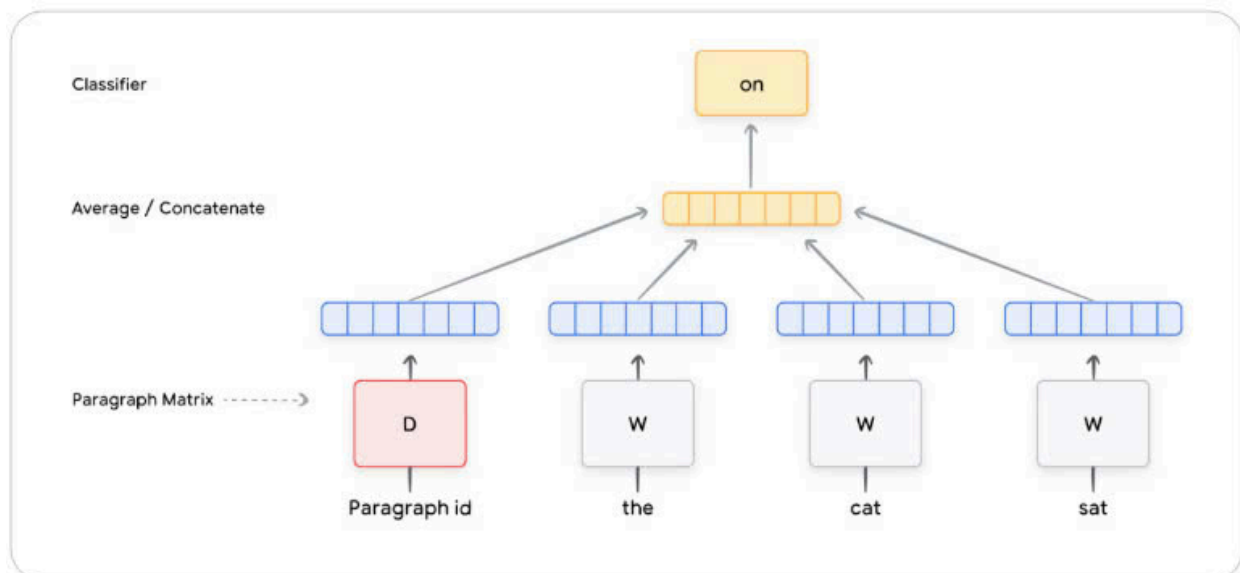 Classifier
on
Average / Concatenate
Paragraph Matrix
D
W
W
W
Paragraph id
the
cat
sat